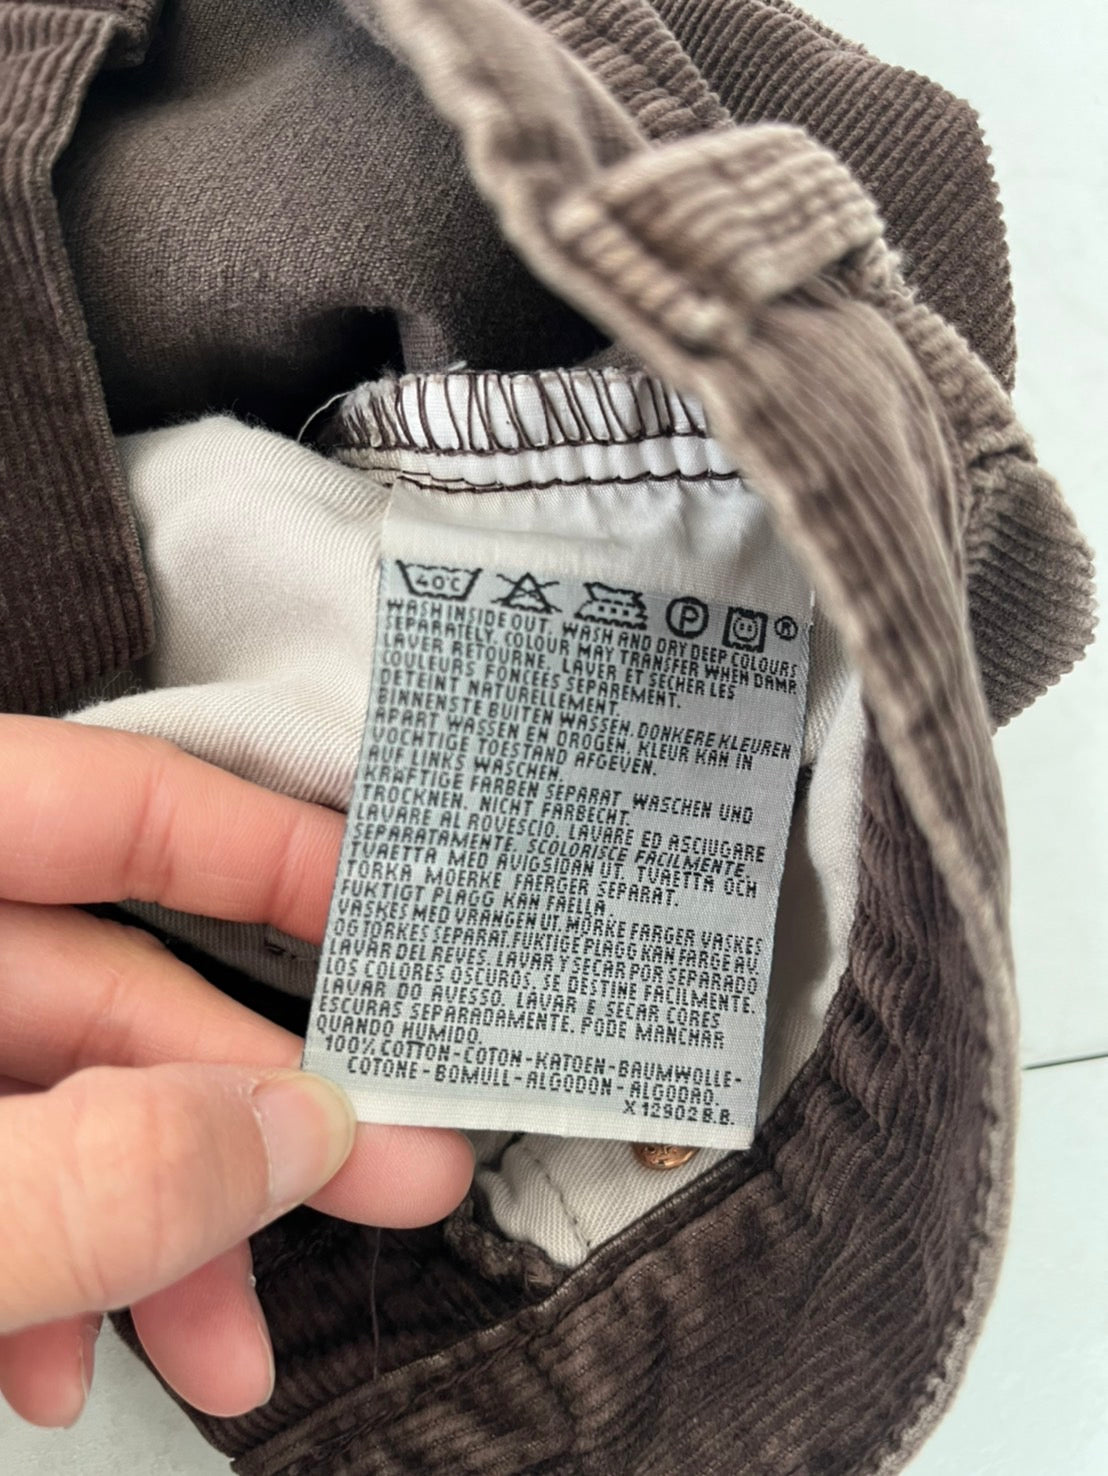 40°C P ®
WASH INSIDE OUT. WASH AND DRY DEEP COLOURS
SEPARATELY. COLOUR MAY TRANSFER WHEN DAMP
LAVER RETOURNE. LAVER ET SECHER LES
COULEURS FONCEES SEPAREMENT.
DETEINT NATURELLEMENT.
BINNENSTE BUITEN WASSEN. DONKERE KLEUREN
APART WASSEN EN DROGEN. KLEUR KAN IN
VOCHTIGE TOESTAND AFGEVEN.
AUF LINKS WASCHEN.
KRÄFTIGE FARBEN SEPARAT WASCHEN UND
TROCKNEN. NICHT FARBECHT.
LAVARE AL ROVESCIO. LAVARE ED ASCIUGARE
SEPARATAMENTE. SCOLORISCE FACILMENTE.
TVAETTA MED AVIGSIDAN UT. TVAETTA OCH
TORKA MOERKE FAERGER SEPARAT.
FUKTIGT PLAGG KAN FAELLA.
VASKES MED VRANGEN UT. MÖRKE FARGER VASKES
OG TORKES SEPARAT. FUKTIGE PLAGG KAN FARGE AV.
LAVAR DEL REVES. LAVAR Y SECAR POR SEPARADO
LOS COLORES OSCUROS. SE DESTINE FACILMENTE.
LAVAR DO AVESSO. LAVAR E SECAR CORES
ESCURAS SEPARADAMENTE. PODE MANCHAR
QUANDO HUMIDO.
100% COTTON-COTON-KATOEN-BAUMWOLLE-
COTONE-BOMULL-ALGODON-ALGODAO.
X 12902 B.B.